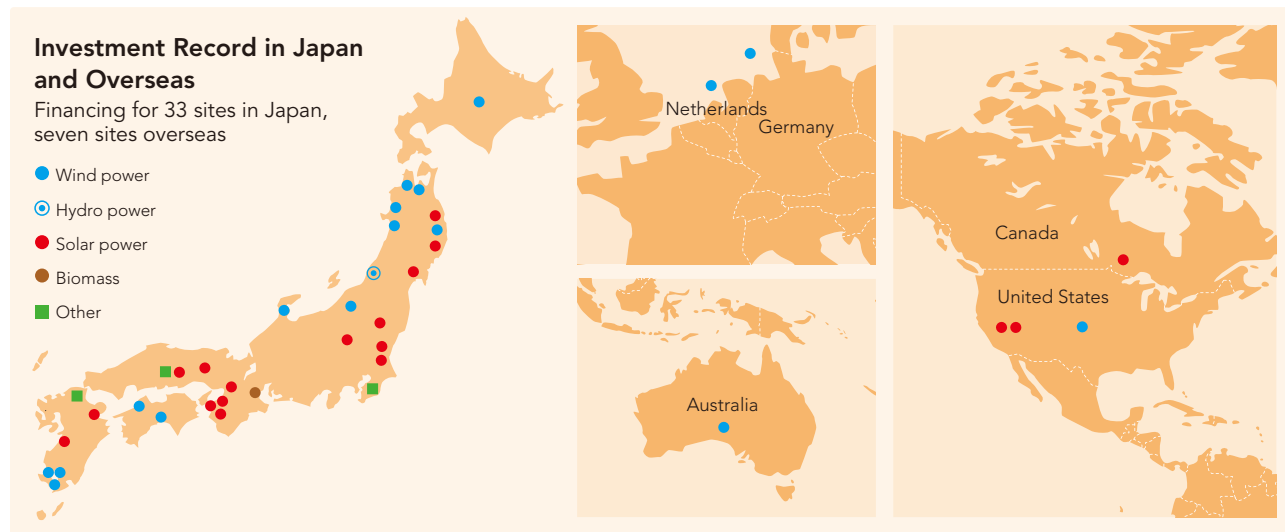 Investment Record in Japan
and Overseas
Financing for 33 sites in Japan,
seven sites overseas
Wind power
Hydro power
Solar power
Biomass
Other
Netherlands
Germany
Australia
Canada
United States